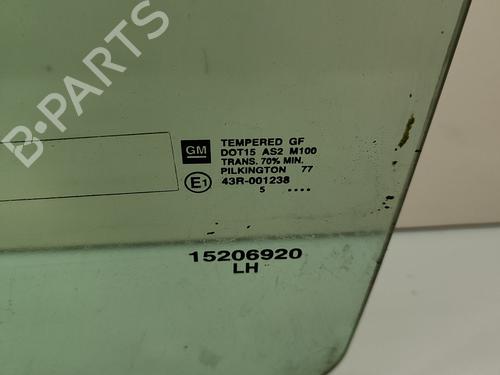 B-PARTS
GM
TEMPERED GF
DOT15 AS2 M100
TRANS. 70% MIN.
PILKINGTON 77
E1 43R-001238
5 ....
15206920
LH